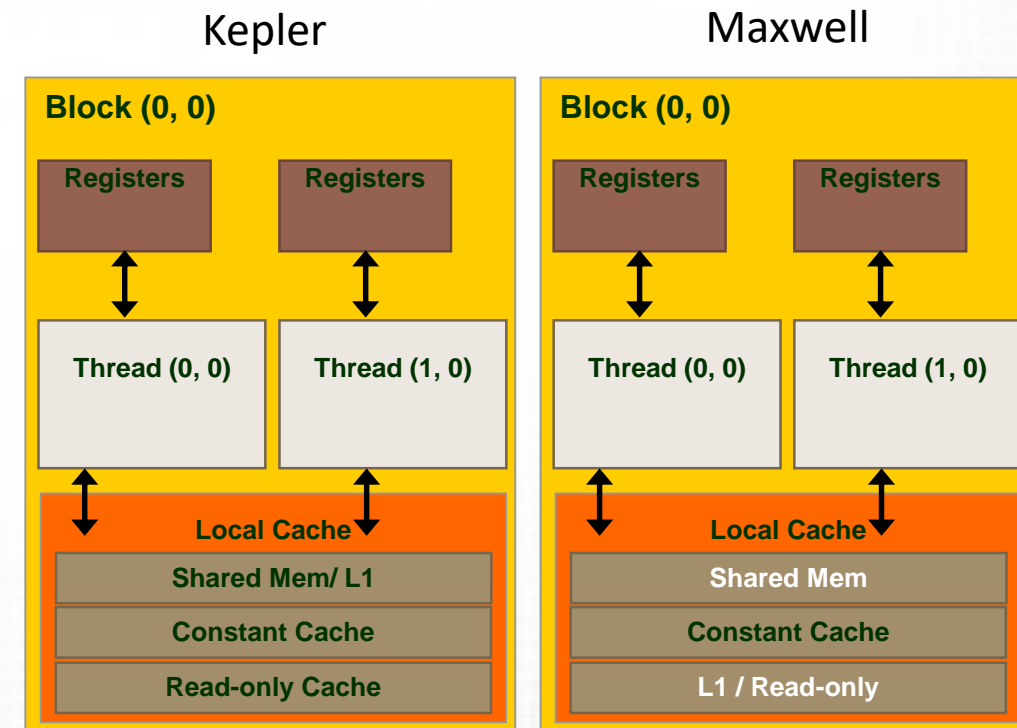 Kepler
Block (0, 0)
Registers
Registers
Thread (0, 0)
Thread (1, 0)
Local Cache
Shared Mem/ L1
Constant Cache
Read-only Cache
Maxwell
Block (0, 0)
Registers
Registers
Thread (0, 0)
Thread (1, 0)
Local Cache
Shared Mem
Constant Cache
L1 / Read-only